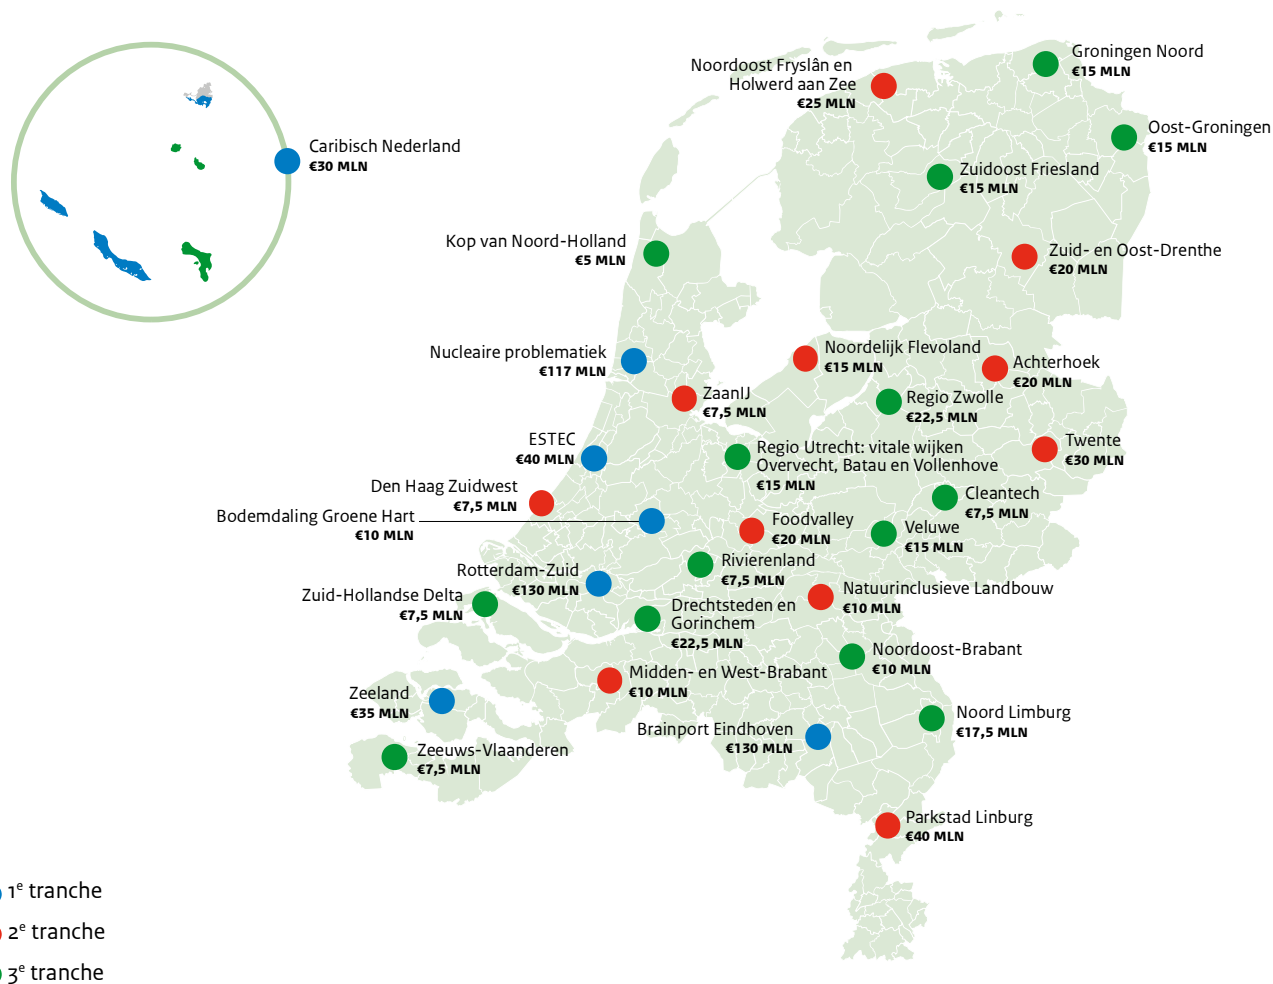 Groningen Noord
€15 MLN
Noordoost Fryslân en
Holwerd aan Zee
€25 MLN
Oost-Groningen
€15 MLN
Caribisch Nederland
€30 MLN
Zuidoost Friesland
€15 MLN
Kop van Noord-Holland
€5 MLN
Zuid- en Oost-Drenthe
€20 MLN
Nucleaire problematiek
€117 MLN
Noordelijk Flevoland
€15 MLN
Achterhoek
€20 MLN
ZaanIJ
€7,5 MLN
Regio Zwolle
€22,5 MLN
ESTEC
€40 MLN
Regio Utrecht: vitale wijken
Overvecht, Batau en Vollenhove
€15 MLN
Twente
€30 MLN
Den Haag Zuidwest
€7,5 MLN
Cleantech
€7,5 MLN
Bodemdaling Groene Hart
€10 MLN
Foodvalley
€20 MLN
Veluwe
€15 MLN
Rotterdam-Zuid
€130 MLN
Rivierenland
€7,5 MLN
Zuid-Hollandse Delta
€7,5 MLN
Drechtsteden en
Gorinchem
€22,5 MLN
Natuurinclusieve Landbouw
€10 MLN
Noordoost-Brabant
€10 MLN
Midden- en West-Brabant
€10 MLN
Zeeland
€35 MLN
Brainport Eindhoven
€130 MLN
Noord Limburg
€17,5 MLN
Zeeuws-Vlaanderen
€7,5 MLN
Parkstad Linburg
€40 MLN
1e tranche
2e tranche
3e tranche